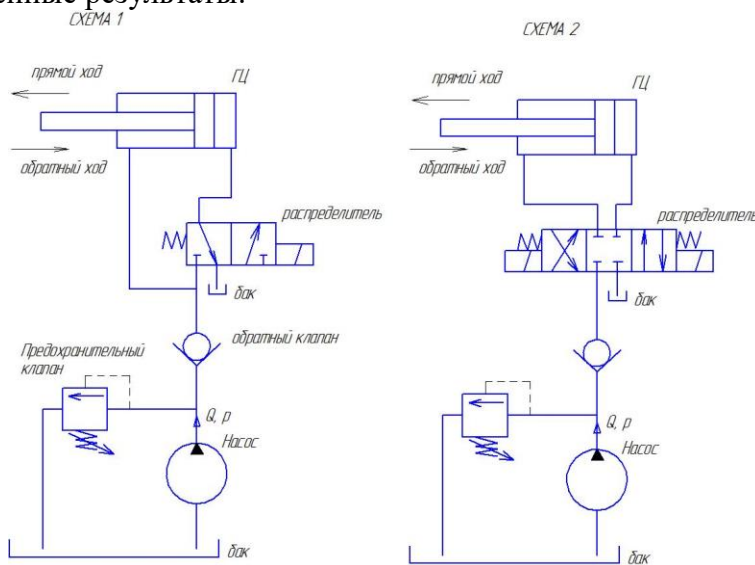 нные результаты.
СХЕМА 1
прямой ход
ГЦ
обратный ход
распределитель
бак
обратный клапан
Предохранительный
клапан
Q, p
Насос
бак
СХЕМА 2
прямой ход
ГЦ
обратный ход
распределитель
бак
Q, p
Насос
бак